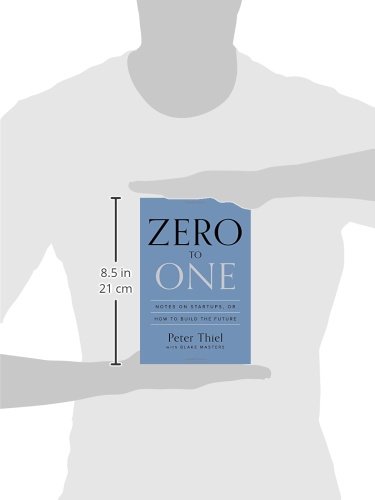 8.5 in
21 cm
ZERO
TO
ONE
NOTES ON STARTUPS, OR
HOW TO BUILD THE FUTURE
Peter Thiel
WITH BLAKE MASTERS